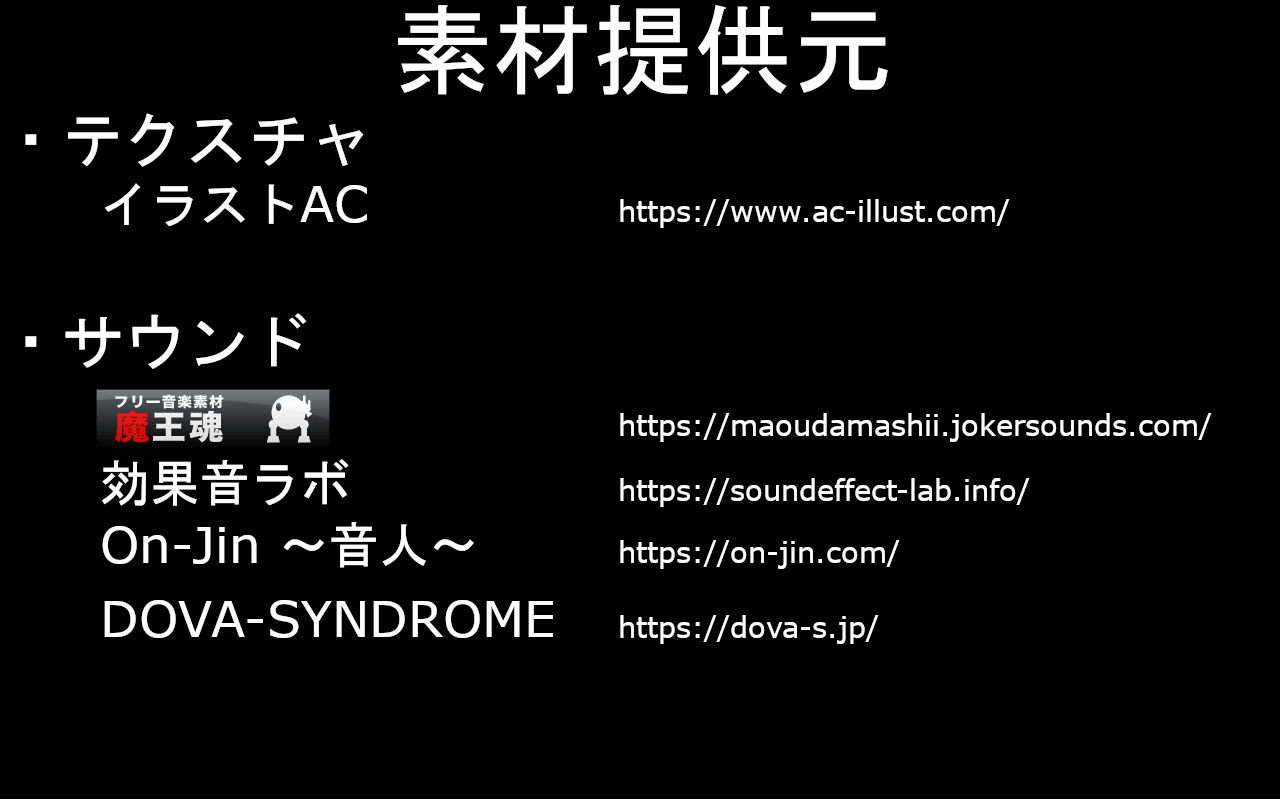 素材提供元
・テクスチャ
イラストAC https://www.ac-illust.com/
・サウンド
フリー音楽素材
魔王魂 https://maoudamashii.jokersounds.com/
効果音ラボ https://soundeffect-lab.info/
On-Jin ～音人～ https://on-jin.com/
DOVA-SYNDROME https://dova-s.jp/